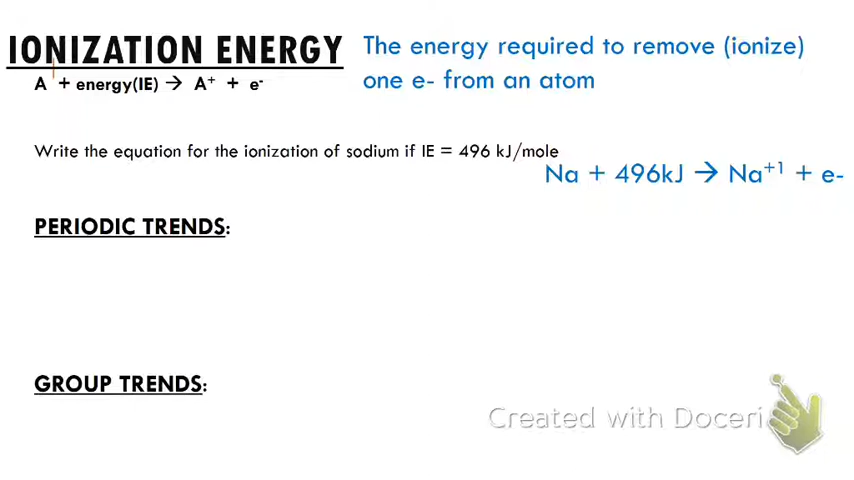 IONIZATION ENERGY
The energy required to remove (ionize)
one e- from an atom
A + energy(IE) → A⁺ + e⁻
Write the equation for the ionization of sodium if IE = 496 kJ/mole
Na + 496kJ → Na⁺¹ + e-
PERIODIC TRENDS:
GROUP TRENDS:
Created with Doceri